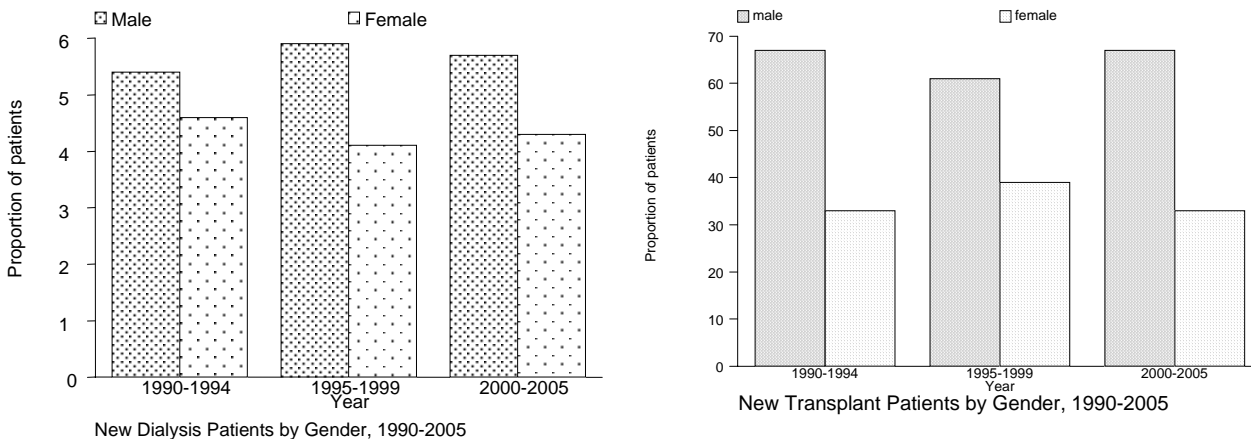 Male Female
Proportion of patients
6
5
4
3
2
1
0
1990-1994 1995-1999 2000-2005
Year
New Dialysis Patients by Gender, 1990-2005
male female
Proportion of patients
70
60
50
40
30
20
10
0
1990-1994 1995-1999 2000-2005
Year
New Transplant Patients by Gender, 1990-2005